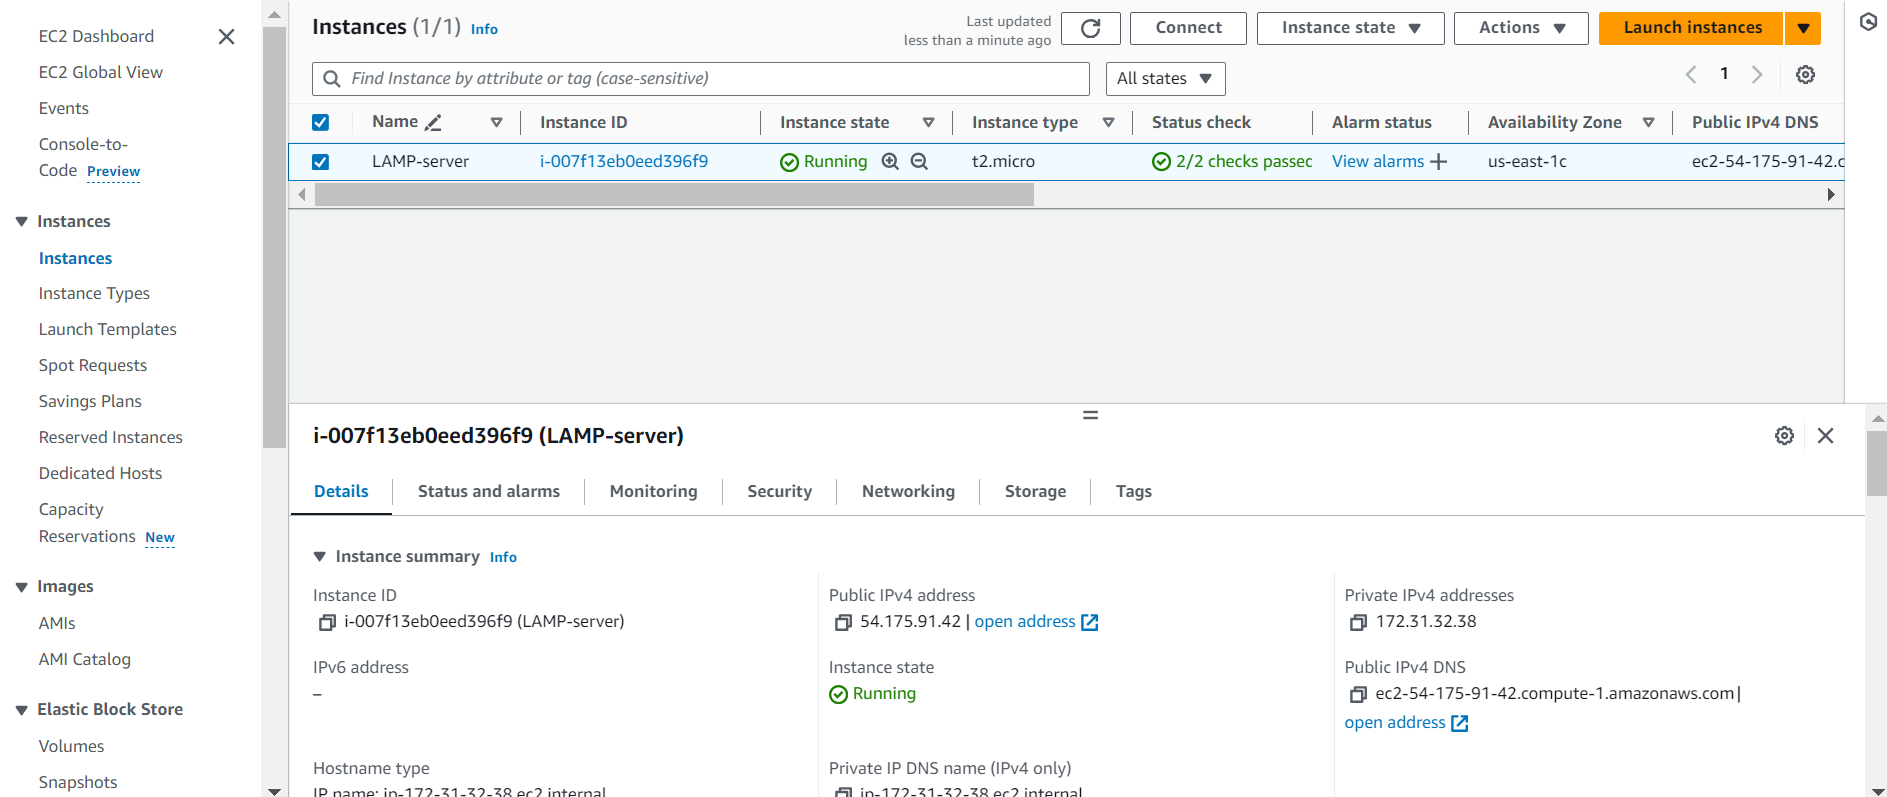 EC2 Dashboard
EC2 Global View
Events
Console-to-
Code Preview
Instances
Instances
Instance Types
Launch Templates
Spot Requests
Savings Plans
Reserved Instances
Dedicated Hosts
Capacity
Reservations New
Images
AMIs
AMI Catalog
Elastic Block Store
Volumes
Snapshots
Instances (1/1) Info
Last updated
less than a minute ago
Connect
Instance state
Actions
Launch instances
Find Instance by attribute or tag (case-sensitive)
All states
1
Name Instance ID Instance state Instance type Status check Alarm status Availability Zone Public IPv4 DNS
LAMP-server i-007f13eb0eed396f9 Running t2.micro 2/2 checks passec View alarms + us-east-1c ec2-54-175-91-42.c
i-007f13eb0eed396f9 (LAMP-server)
Details Status and alarms Monitoring Security Networking Storage Tags
Instance summary Info
Instance ID
i-007f13eb0eed396f9 (LAMP-server)
Public IPv4 address
54.175.91.42 | open address
Private IPv4 addresses
172.31.32.38
IPv6 address
–
Instance state
Running
Public IPv4 DNS
ec2-54-175-91-42.compute-1.amazonaws.com |
open address
Hostname type
IP name: ip-172-31-32-38.ec2.internal
Private IP DNS name (IPv4 only)
ip-172-31-32-38.ec2.internal